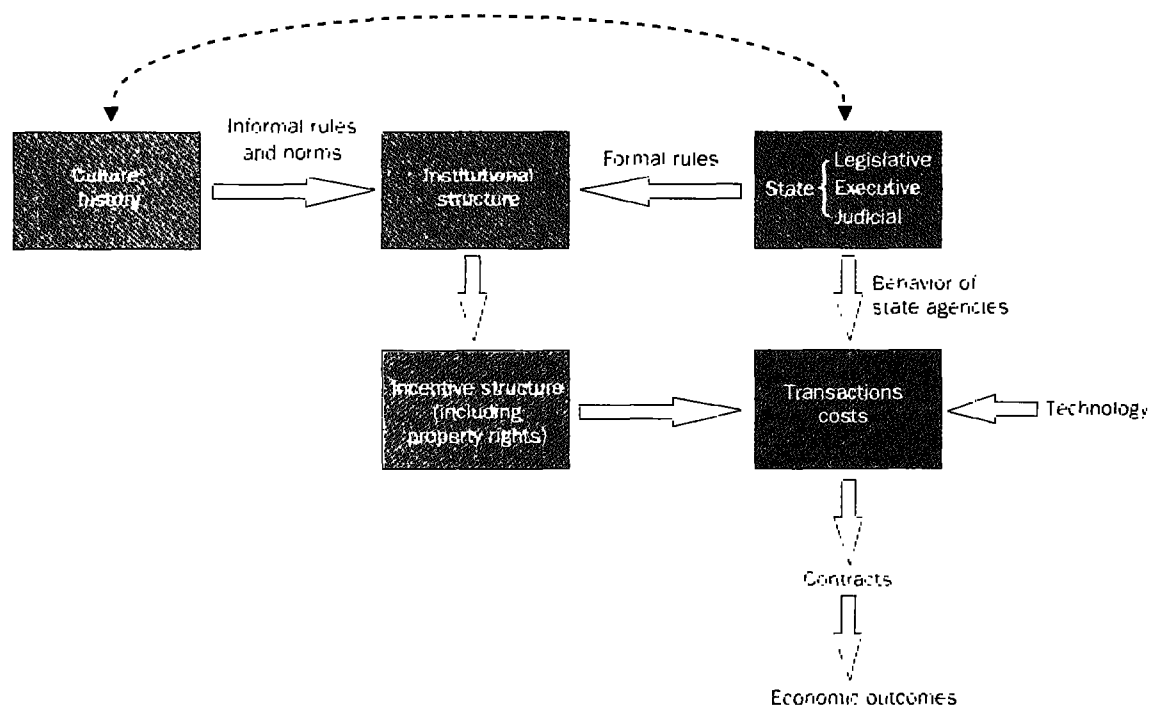 Informal rules
and norms
Culture,
history
Institutional
structure
Formal rules
State
Legislative
Executive
Judicial
Behavior of
state agencies
Incentive structure
(including
property rights)
Transactions
costs
Technology
Contracts
Economic outcomes